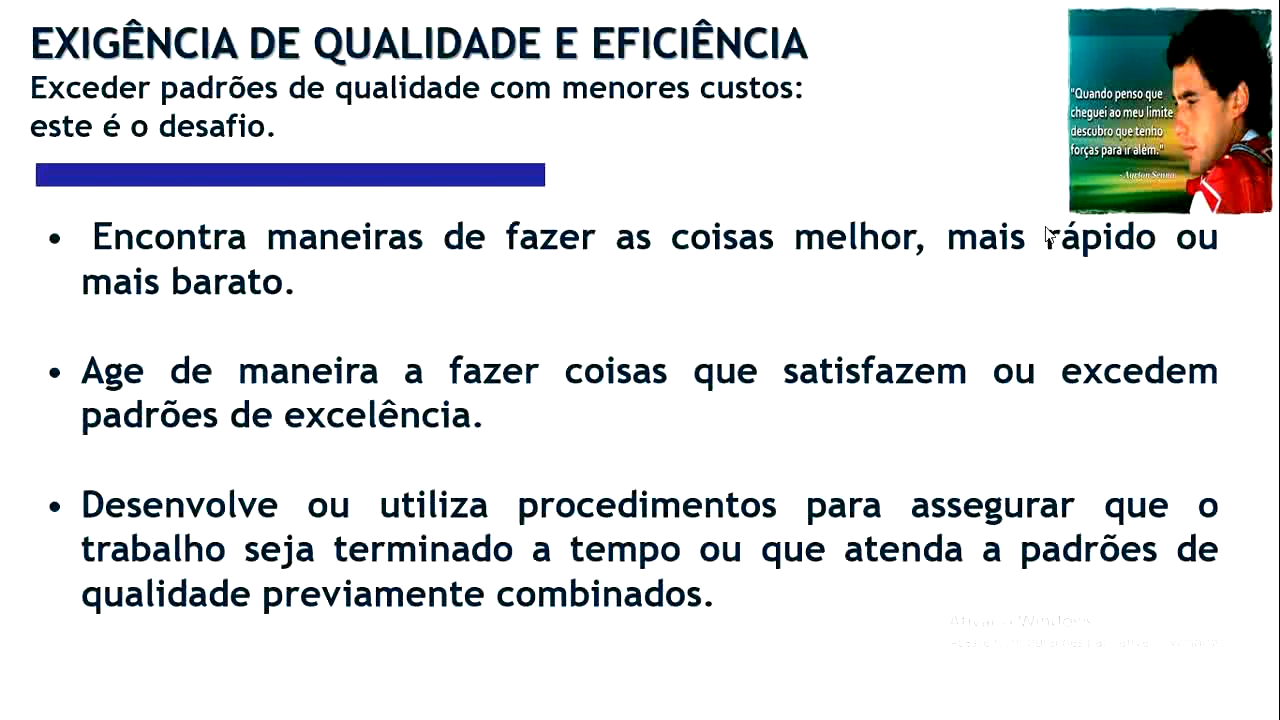 EXIGÊNCIA DE QUALIDADE E EFICIÊNCIA
Exceder padrões de qualidade com menores custos:
este é o desafio.
"Quando penso que
cheguei ao meu limite
descubro que tenho
forças para ir além."
- Ayrton Senna
• Encontra maneiras de fazer as coisas melhor, mais rápido ou
mais barato.
• Age de maneira a fazer coisas que satisfazem ou excedem
padrões de excelência.
• Desenvolve ou utiliza procedimentos para assegurar que o
trabalho seja terminado a tempo ou que atenda a padrões de
qualidade previamente combinados.
Windows